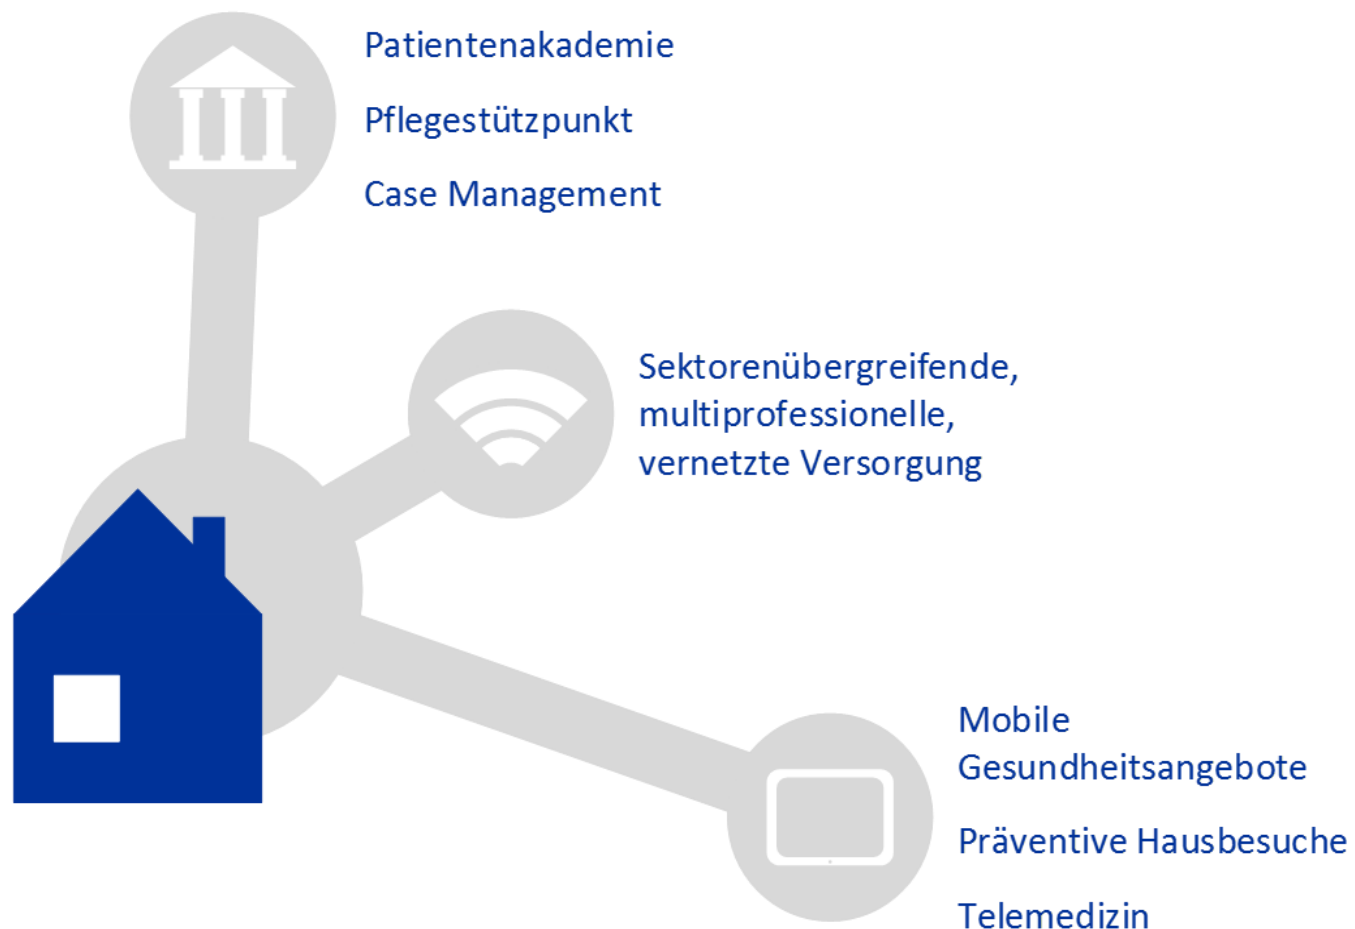 Patientenakademie
Pflegestützpunkt
Case Management
Sektorenübergreifende,
multiprofessionelle,
vernetzte Versorgung
Mobile
Gesundheitsangebote
Präventive Hausbesuche
Telemedizin